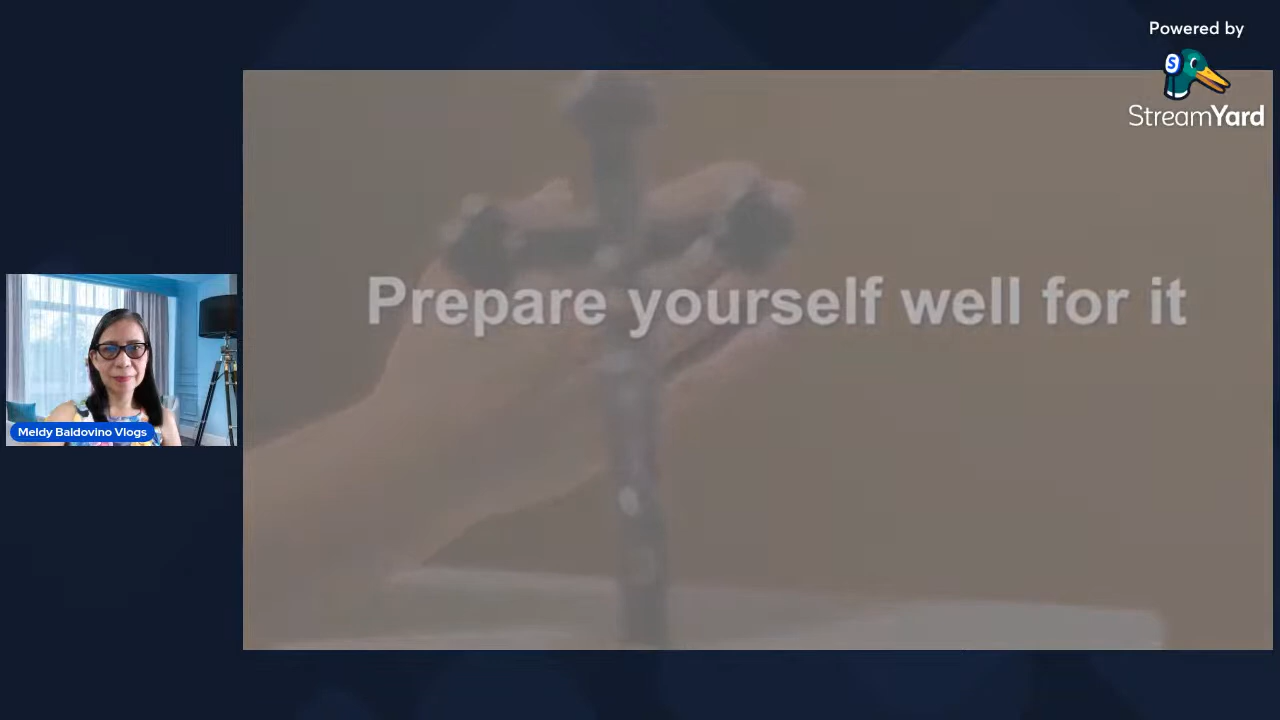 Powered by
S
StreamYard
Prepare yourself well for it
Meldy Baldovino Vlogs